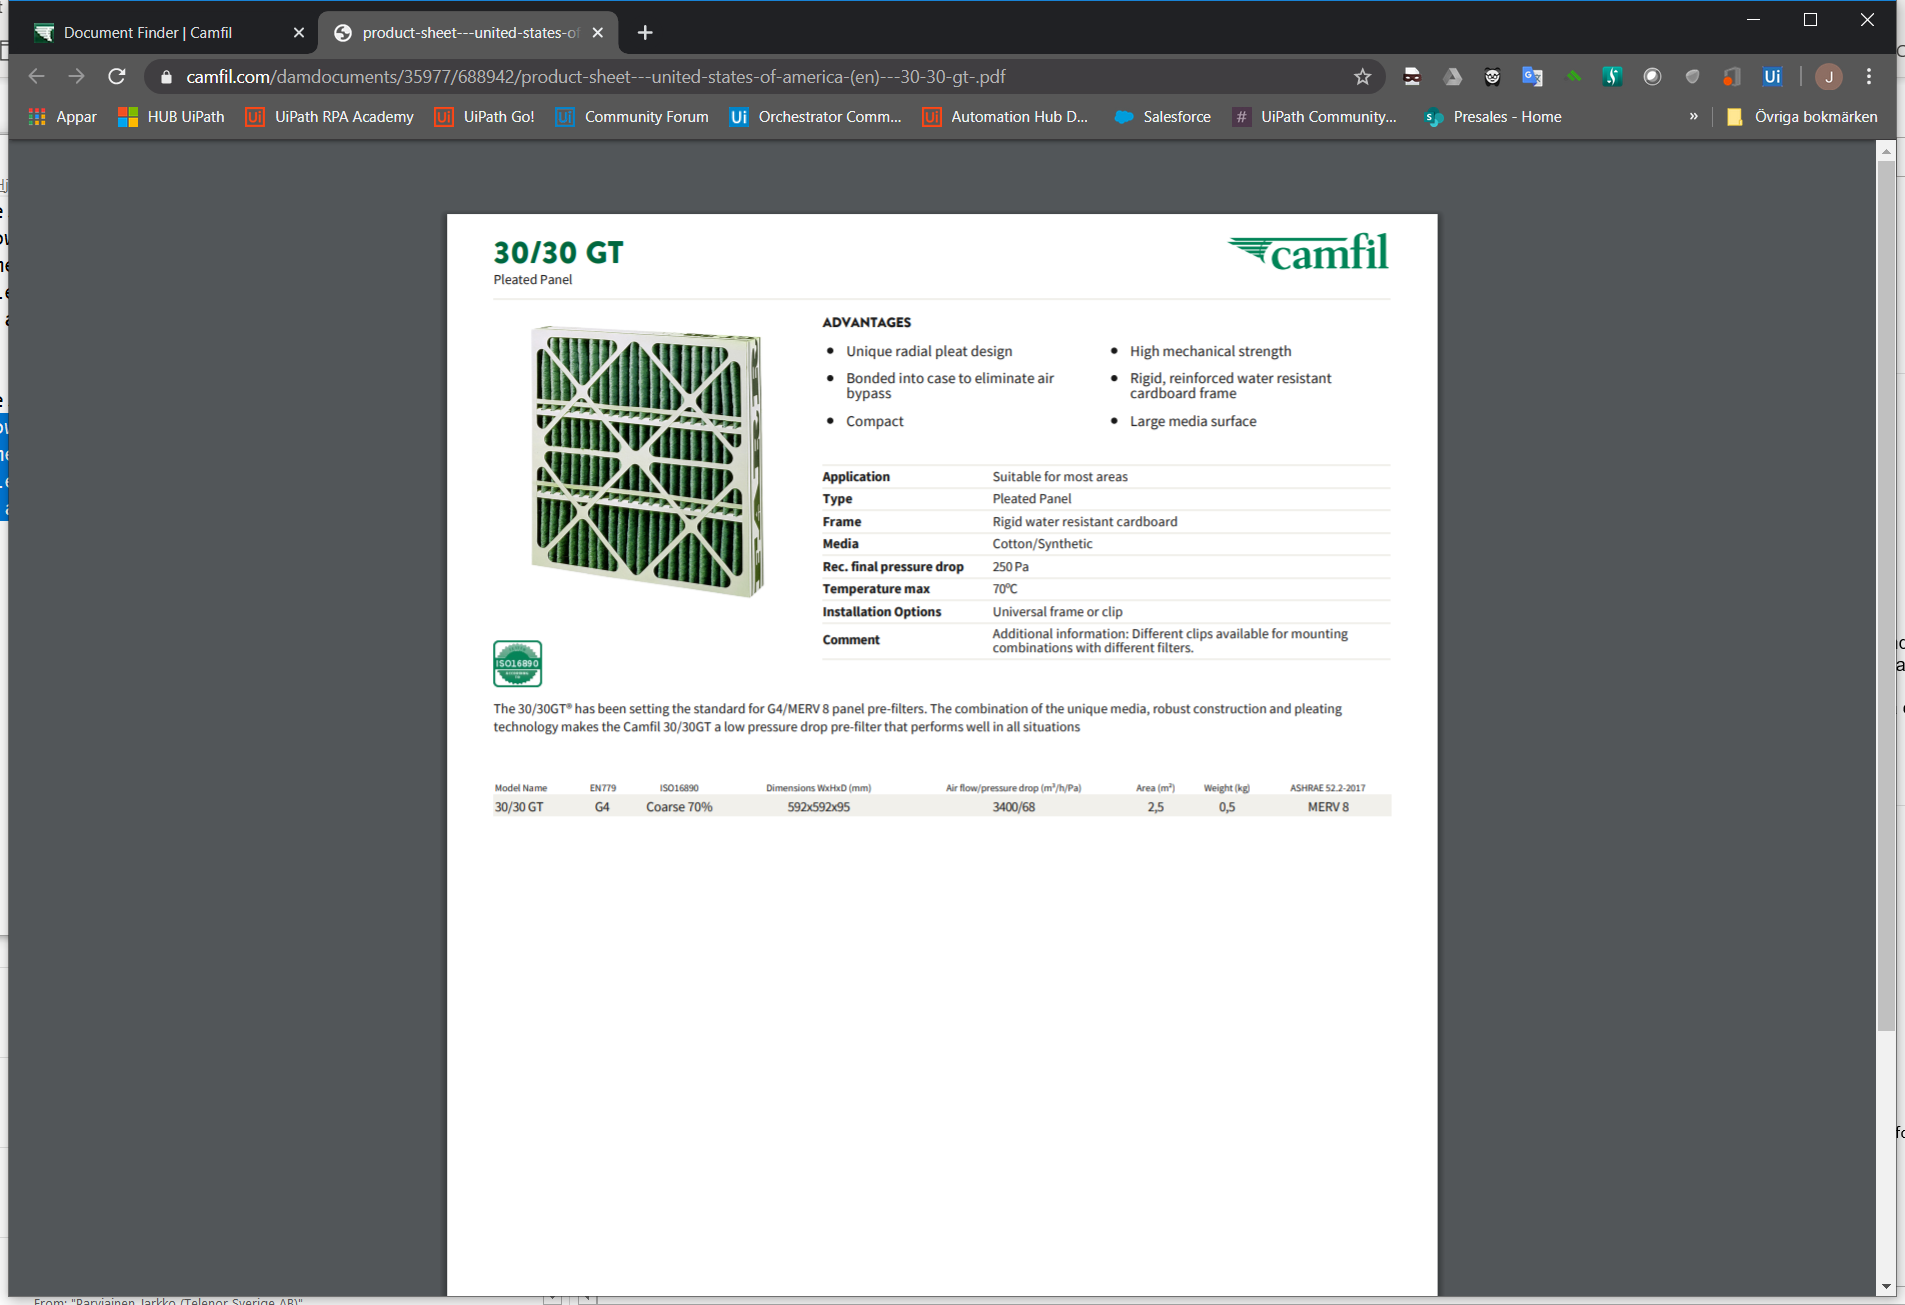 Document Finder | Camfil
product-sheet---united-states-of
camfil.com/damdocuments/35977/688942/product-sheet---united-states-of-america-(en)---30-30-gt-.pdf
J
Appar
HUB UiPath
UiPath RPA Academy
UiPath Go!
Community Forum
Orchestrator Comm...
Automation Hub D...
Salesforce
UiPath Community...
Presales - Home
»
Övriga bokmärken
30/30 GT
Pleated Panel
camfil
ADVANTAGES
• Unique radial pleat design
• Bonded into case to eliminate air
bypass
• Compact
• High mechanical strength
• Rigid, reinforced water resistant
cardboard frame
• Large media surface
Application Suitable for most areas
Type Pleated Panel
Frame Rigid water resistant cardboard
Media Cotton/Synthetic
Rec. final pressure drop 250 Pa
Temperature max 70ºC
Installation Options Universal frame or clip
Comment Additional information: Different clips available for mounting
combinations with different filters.
ISO16890
The 30/30GT® has been setting the standard for G4/MERV 8 panel pre-filters. The combination of the unique media, robust construction and pleating
technology makes the Camfil 30/30GT a low pressure drop pre-filter that performs well in all situations
Model Name EN779 ISO16890 Dimensions WxHxD (mm) Air flow/pressure drop (m³/h/Pa) Area (m²) Weight (kg) ASHRAE 52.2-2017
30/30 GT G4 Coarse 70% 592x592x95 3400/68 2,5 0,5 MERV 8
From: "Parviainen Jarkko (Telenor Sverige AB)"